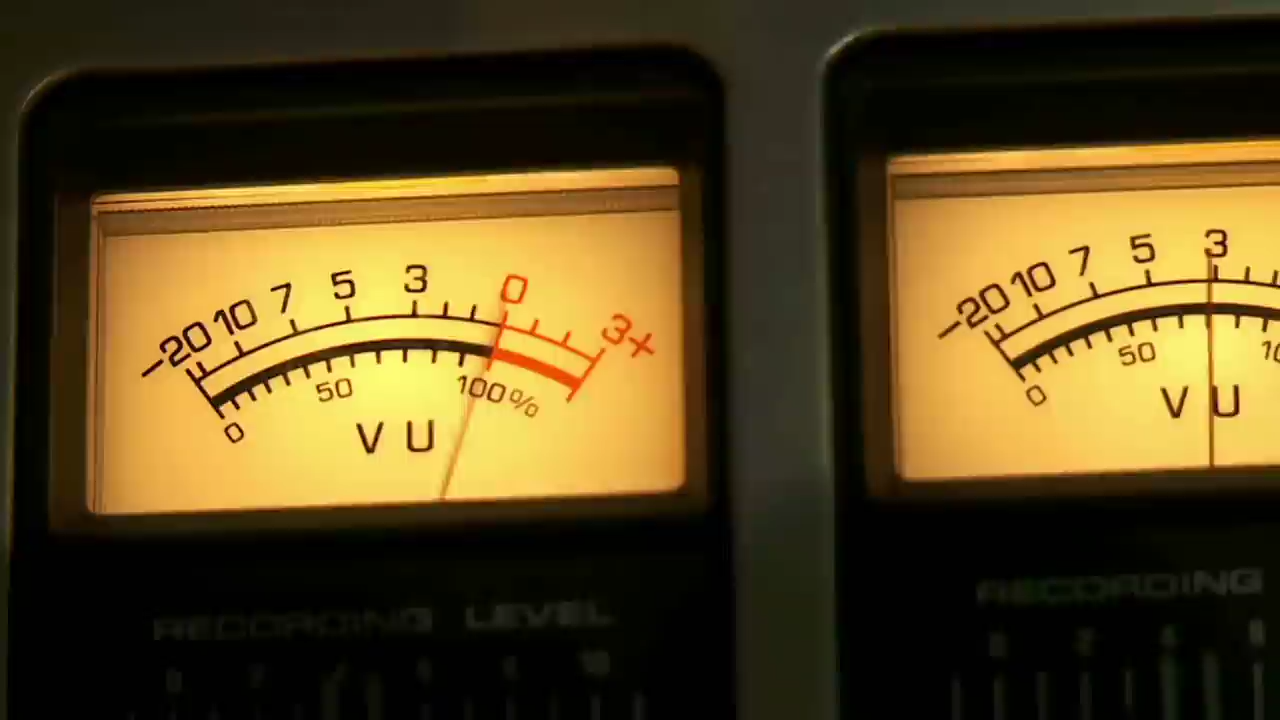 -20 10 7 5 3 0 3+
0 50 100%
VU
-20 10 7 5 3
0 50
VU
RECORDING LEVEL
RECORDING